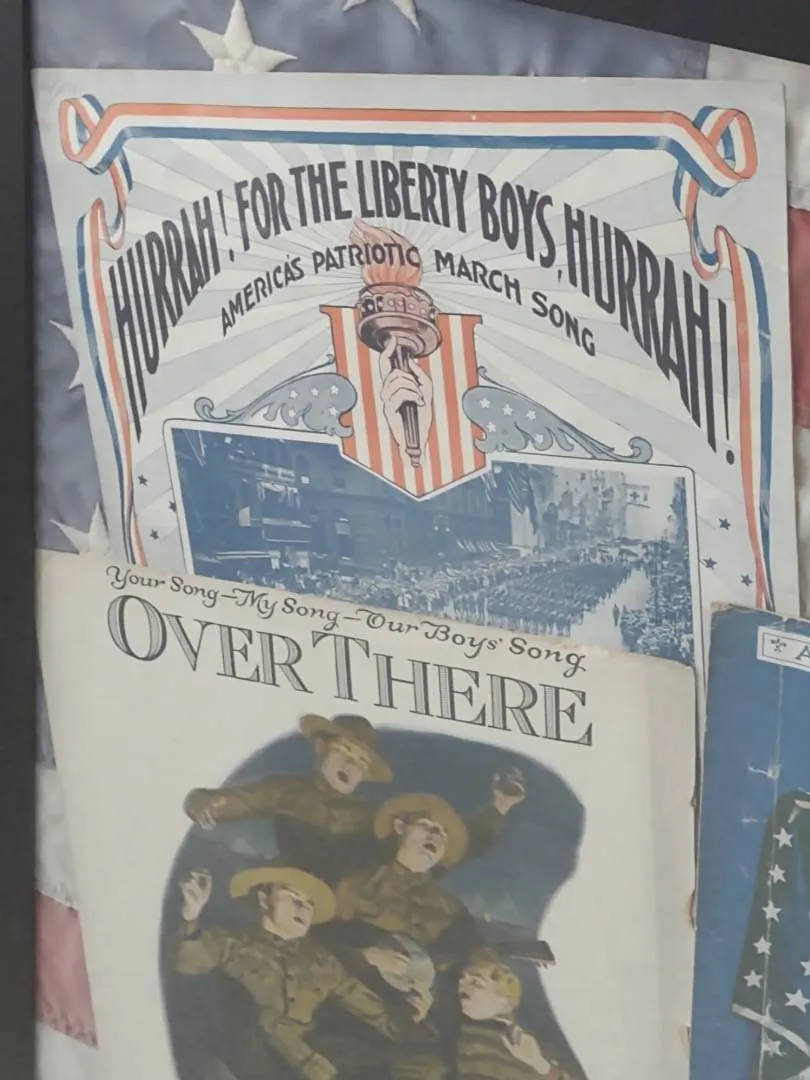 HURRAH! FOR THE LIBERTY BOYS, HURRAH!
AMERICA'S PATRIOTIC MARCH SONG
Your Song–My Song–Our Boys' Song
OVER THERE
A